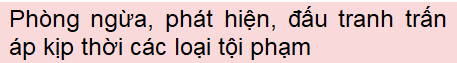 Phòng ngừa, phát hiện, đấu tranh trấn
áp kịp thời các loại tội phạm